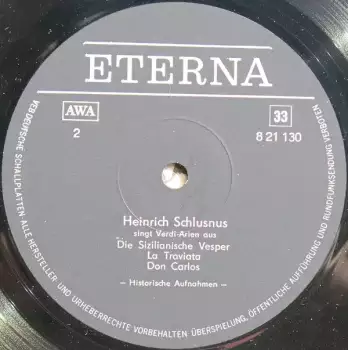 ETERNA
AWA
33
2
8 21 130
Heinrich Schlusnus
singt Verdi-Arien aus
Die Sizilianische Vesper
La Traviata
Don Carlos
— Historische Aufnahmen —
VEB DEUTSCHE SCHALLPLATTEN ALLE HERSTELLER- UND URHEBERRECHTE VORBEHALTEN ÜBERSPIELUNG, ÖFFENTLICHE AUFFÜHRUNG UND RUNDFUNKSENDUNG VERBOTEN